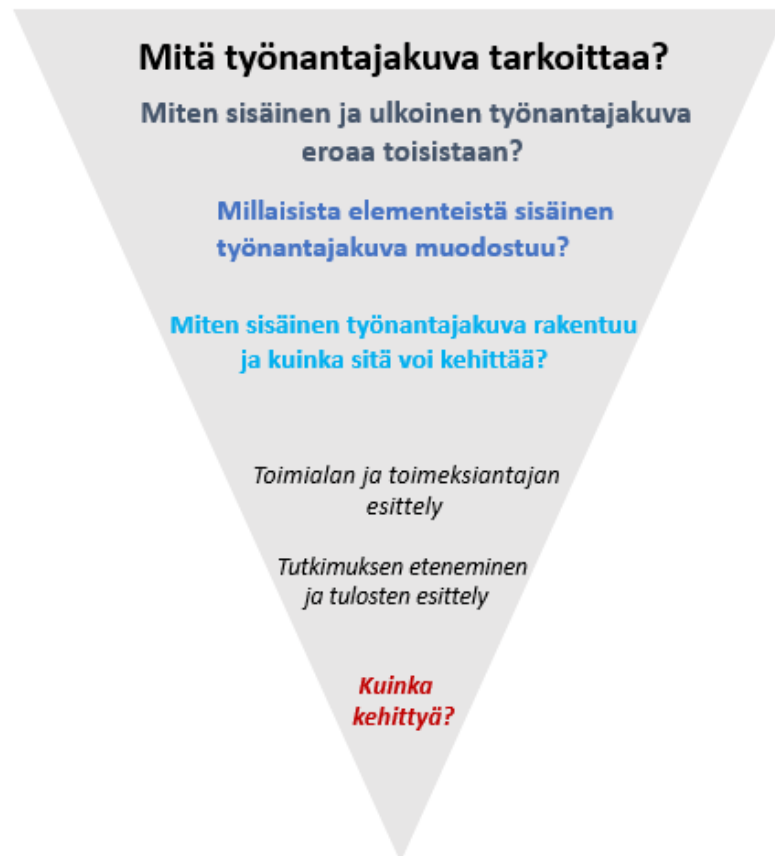 Mitä työnantajakuva tarkoittaa?
Miten sisäinen ja ulkoinen työnantajakuva
eroaa toisistaan?
Millaisista elementeistä sisäinen
työnantajakuva muodostuu?
Miten sisäinen työnantajakuva rakentuu
ja kuinka sitä voi kehittää?
Toimialan ja toimeksiantajan
esittely
Tutkimuksen eteneminen
ja tulosten esittely
Kuinka
kehittyä?